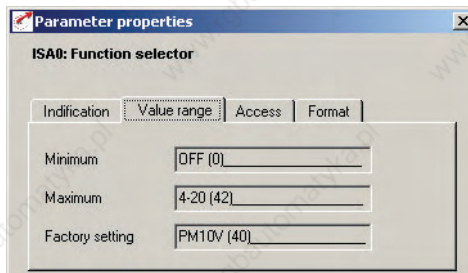 Parameter properties
ISA0: Function selector
Indification Value range Access Format
Minimum OFF (0)
Maximum 4-20 (42)
Factory setting PM10V (40)